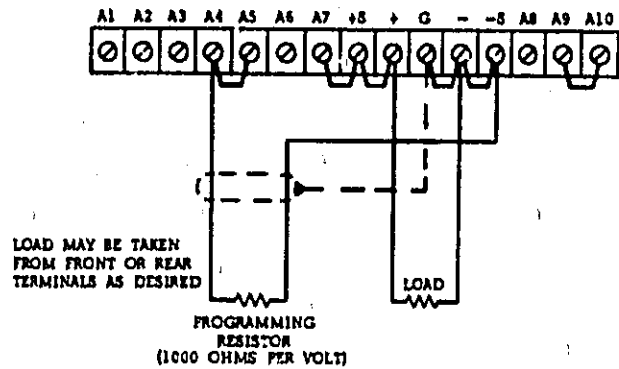 A1 A2 A3 A4 A5 A6 A7 +S + G - -S A8 A9 A10
LOAD MAY BE TAKEN
FROM FRONT OR REAR
TERMINALS AS DESIRED
LOAD
PROGRAMMING
RESISTOR
(1000 OHMS PER VOLT)